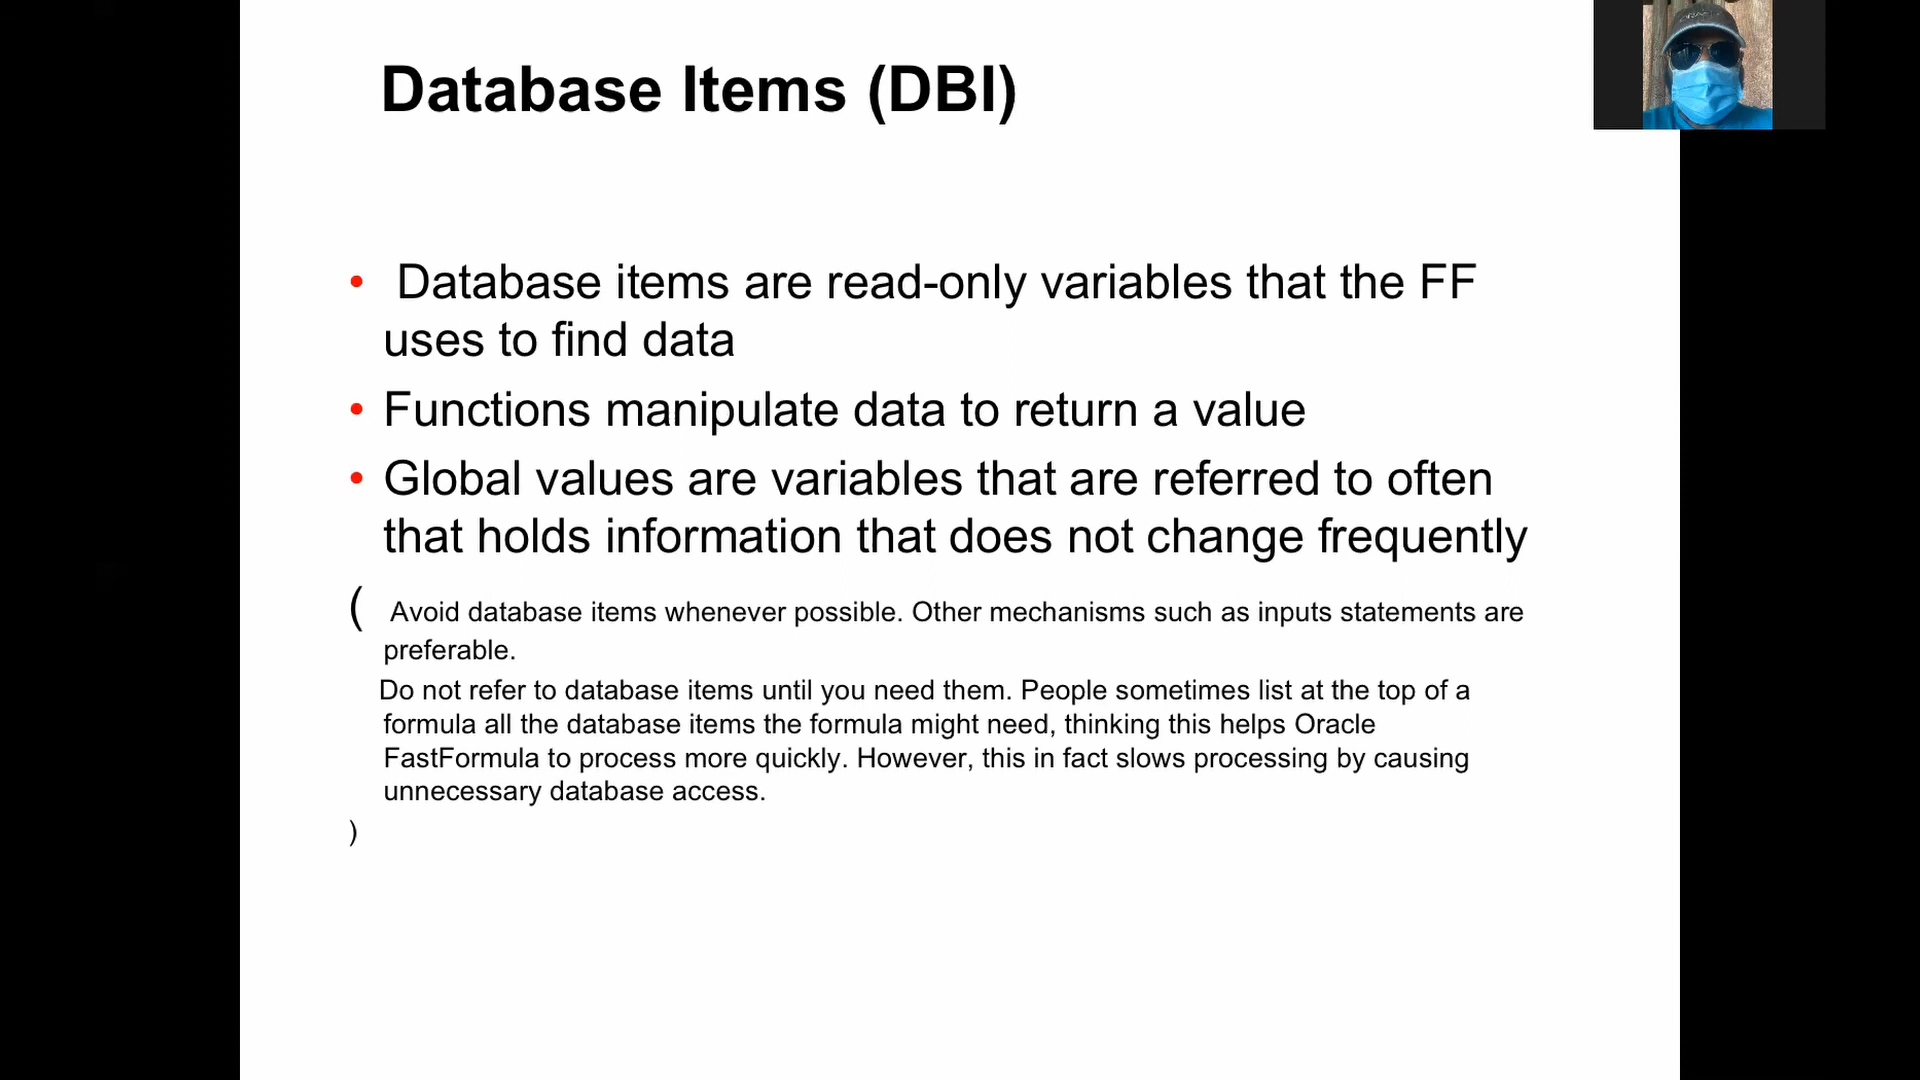 Database Items (DBI)
• Database items are read-only variables that the FF
uses to find data
• Functions manipulate data to return a value
• Global values are variables that are referred to often
that holds information that does not change frequently
( Avoid database items whenever possible. Other mechanisms such as inputs statements are
preferable.
Do not refer to database items until you need them. People sometimes list at the top of a
formula all the database items the formula might need, thinking this helps Oracle
FastFormula to process more quickly. However, this in fact slows processing by causing
unnecessary database access.
)